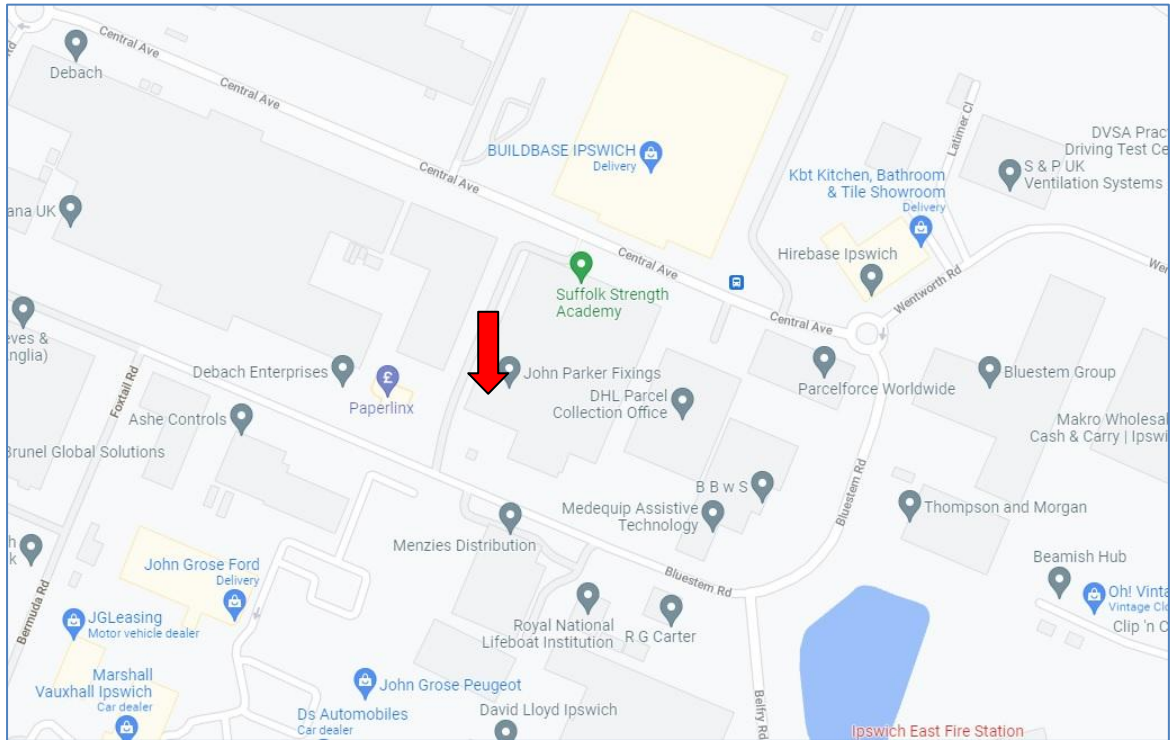 Central Ave
Debach
Central Ave
Rd
BUILDBASE IPSWICH
Delivery
Central Ave
Latimer Cl
DVSA Prac
Driving Test Ce
S & P UK
Ventilation Systems
Kbt Kitchen, Bathroom
& Tile Showroom
Delivery
ana UK
Central Ave
Hirebase Ipswich
Wentworth Rd
We
Suffolk Strength
Academy
Central Ave
eves &
nglia)
Foxtail Rd
Debach Enterprises
£
Paperlinx
John Parker Fixings
DHL Parcel
Collection Office
Parcelforce Worldwide
Bluestem Group
Ashe Controls
Makro Wholesal
Cash & Carry | Ipswi
Brunel Global Solutions
B B w S
Bluestem Rd
Medequip Assistive
Technology
Thompson and Morgan
Menzies Distribution
h
k
John Grose Ford
Delivery
Bluestem Rd
Beamish Hub
Bermuda Rd
JGLeasing
Motor vehicle dealer
Royal National
Lifeboat Institution
R G Carter
Oh! Vinta
Vintage Clo
Clip 'n C
Marshall
Vauxhall Ipswich
Car dealer
John Grose Peugeot
Ds Automobiles
Car dealer
David Lloyd Ipswich
Belfry Rd
Ipswich East Fire Station